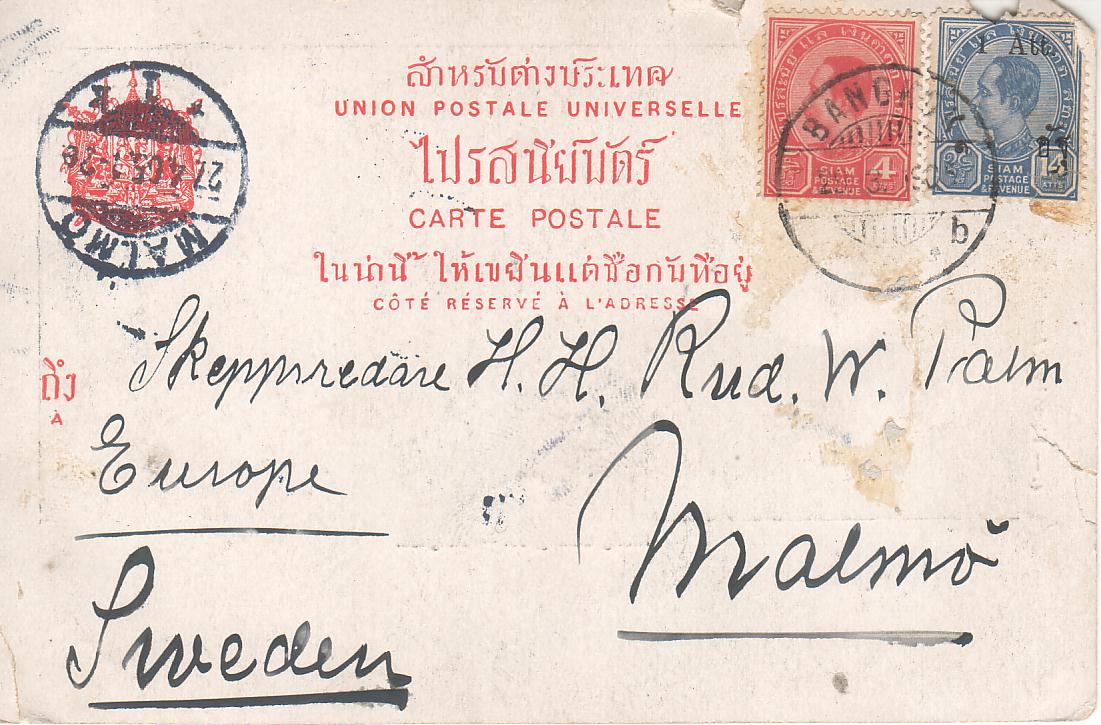 สำหรับต่างประเทศ
UNION POSTALE UNIVERSELLE
ไปรสนียบัตร์
CARTE POSTALE
ในน่านี้ ให้เขียนแต่ชื่อกับที่อยู่
CÔTÉ RÉSERVÉ À L'ADRESSE
MALMÖ
SIAM
POSTAGE
& REVENUE
4
1 Att.
SIAM
POSTAGE
& REVENUE
ATTS
BANG
b
ถึง
A
Skeppsredare H. H. Rud. W. Palm
Europe
Malmö
Sweden